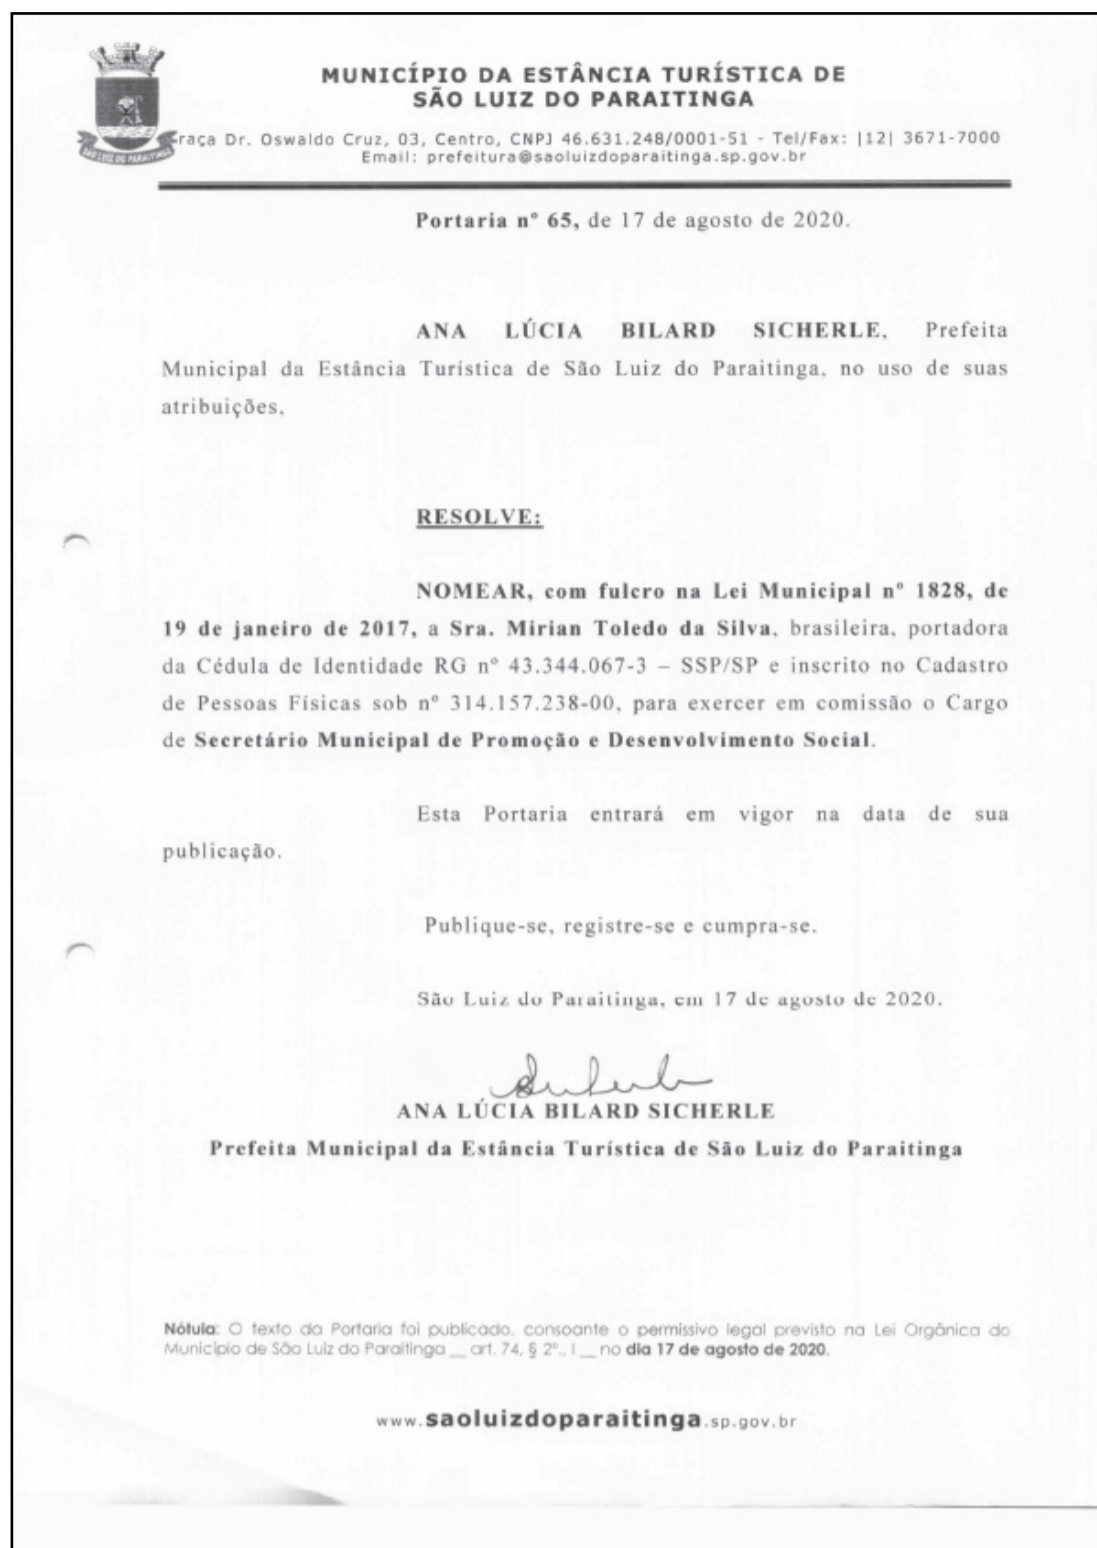 MUNICÍPIO DA ESTÂNCIA TURÍSTICA DE
SÃO LUIZ DO PARAITINGA
raça Dr. Oswaldo Cruz, 03, Centro, CNPJ 46.631.248/0001-51 - Tel/Fax: |12| 3671-7000
Email: prefeitura@saoluizdoparaitinga.sp.gov.br
SÃO LUIZ DO PARAITINGA
Portaria nº 65, de 17 de agosto de 2020.
ANA LÚCIA BILARD SICHERLE, Prefeita
Municipal da Estância Turística de São Luiz do Paraitinga, no uso de suas
atribuições,
RESOLVE:
NOMEAR, com fulcro na Lei Municipal nº 1828, de
19 de janeiro de 2017, a Sra. Mirian Toledo da Silva, brasileira, portadora
da Cédula de Identidade RG nº 43.344.067-3 – SSP/SP e inscrito no Cadastro
de Pessoas Físicas sob nº 314.157.238-00, para exercer em comissão o Cargo
de Secretário Municipal de Promoção e Desenvolvimento Social.
Esta Portaria entrará em vigor na data de sua
publicação.
Publique-se, registre-se e cumpra-se.
São Luiz do Paraitinga, em 17 de agosto de 2020.
ANA LÚCIA BILARD SICHERLE
Prefeita Municipal da Estância Turística de São Luiz do Paraitinga
Nótula: O texto da Portaria foi publicado, consoante o permissivo legal previsto na Lei Orgânica do
Município de São Luiz do Paraitinga __ art. 74, § 2º., I __ no dia 17 de agosto de 2020.
www.saoluizdoparaitinga.sp.gov.br